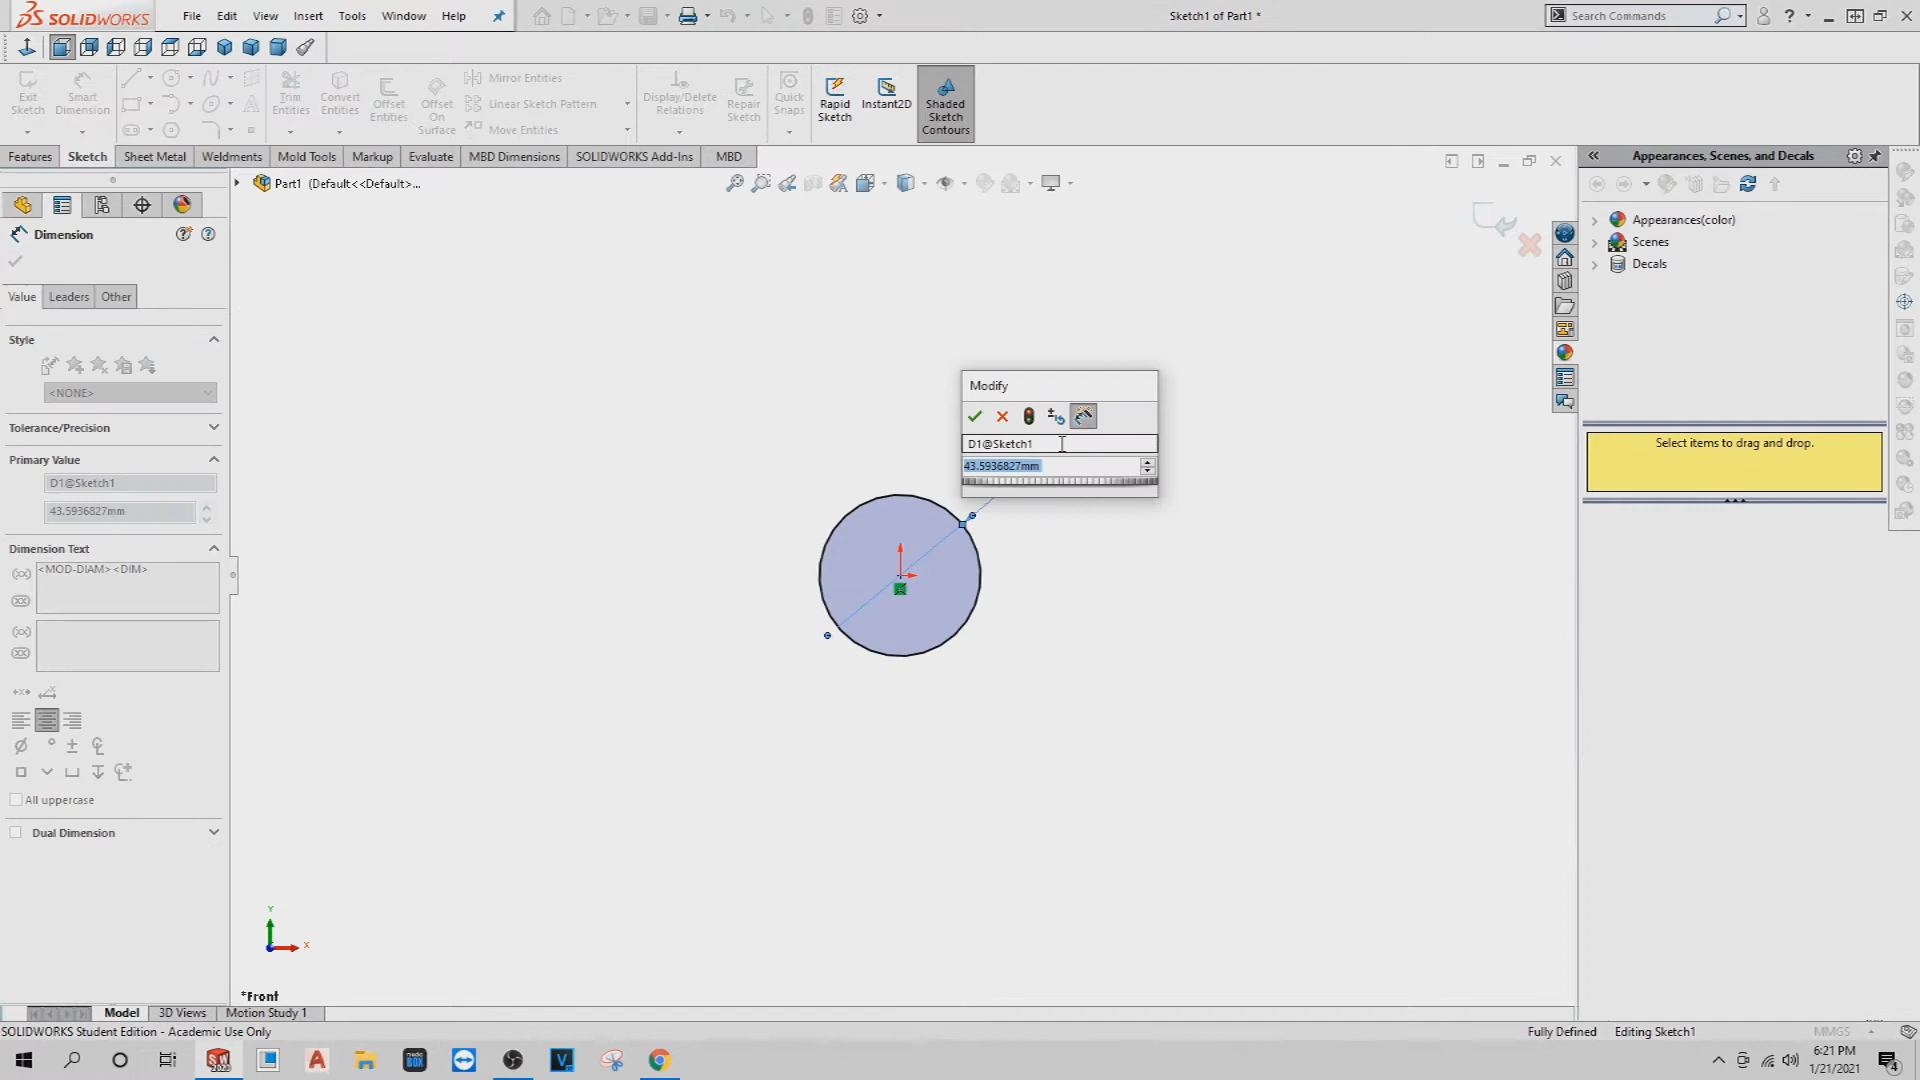 SOLIDWORKS File Edit View Insert Tools Window Help Sketch1 of Part1 * Search Commands
Exit Sketch
Smart Dimension
Trim Entities
Convert Entities
Offset Entities
Offset On Surface
Mirror Entities
Linear Sketch Pattern
Move Entities
Display/Delete Relations
Repair Sketch
Quick Snaps
Rapid Sketch
Instant2D
Shaded Sketch Contours
Features Sketch Sheet Metal Weldments Mold Tools Markup Evaluate MBD Dimensions SOLIDWORKS Add-Ins MBD
Part1 (Default<<Default>...
Appearances, Scenes, and Decals
Appearances(color)
Scenes
Decals
Select items to drag and drop.
Dimension
Value Leaders Other
Style
<NONE>
Tolerance/Precision
Primary Value
D1@Sketch1
43.5936827mm
Dimension Text
<MOD-DIAM><DIM>
All uppercase
Dual Dimension
Modify
D1@Sketch1
43.5936827mm
Y
X
*Front
Model 3D Views Motion Study 1
SOLIDWORKS Student Edition - Academic Use Only Fully Defined Editing Sketch1 MMGS
6:21 PM
1/21/2021
4